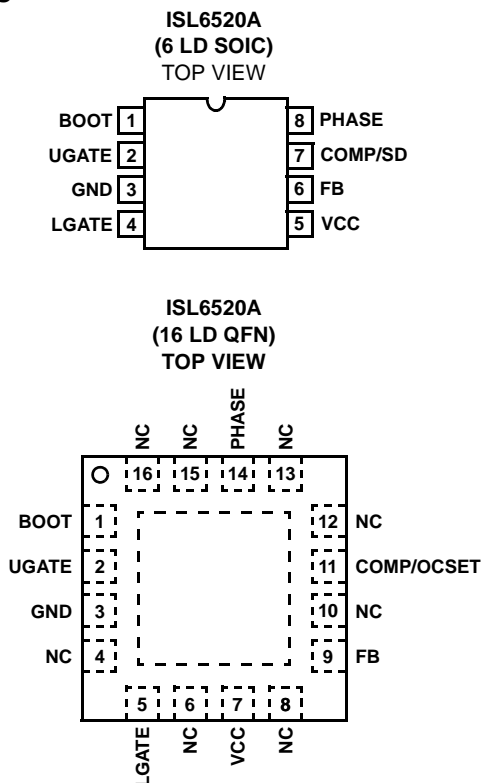 ISL6520A
(6 LD SOIC)
TOP VIEW
BOOT 1 8 PHASE
UGATE 2 7 COMP/SD
GND 3 6 FB
LGATE 4 5 VCC
ISL6520A
(16 LD QFN)
TOP VIEW
NC NC PHASE NC
16 15 14 13
BOOT 1 12 NC
UGATE 2 11 COMP/OCSET
GND 3 10 NC
NC 4 9 FB
5 6 7 8
LGATE NC VCC NC